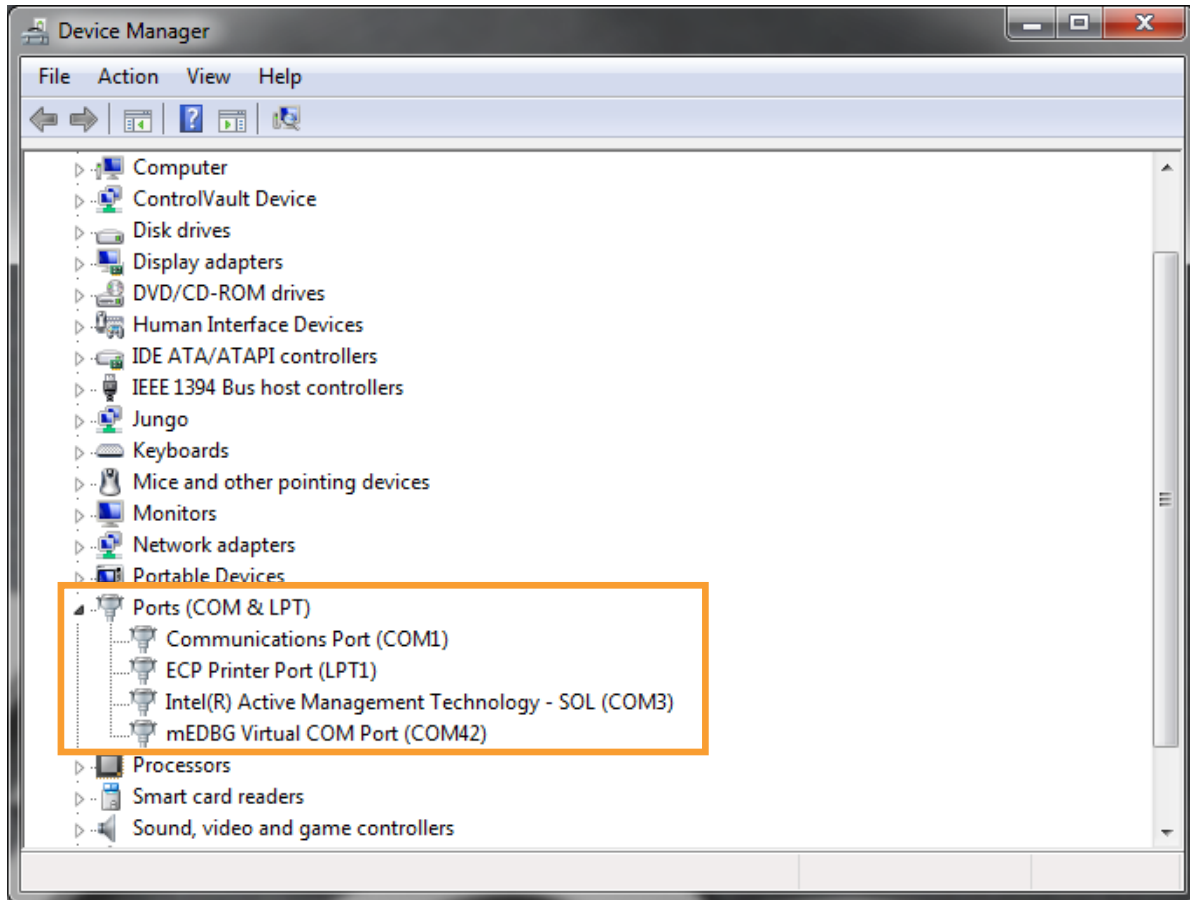 Device Manager
File Action View Help
Computer
ControlVault Device
Disk drives
Display adapters
DVD/CD-ROM drives
Human Interface Devices
IDE ATA/ATAPI controllers
IEEE 1394 Bus host controllers
Jungo
Keyboards
Mice and other pointing devices
Monitors
Network adapters
Portable Devices
Ports (COM & LPT)
Communications Port (COM1)
ECP Printer Port (LPT1)
Intel(R) Active Management Technology - SOL (COM3)
mEDBG Virtual COM Port (COM42)
Processors
Smart card readers
Sound, video and game controllers